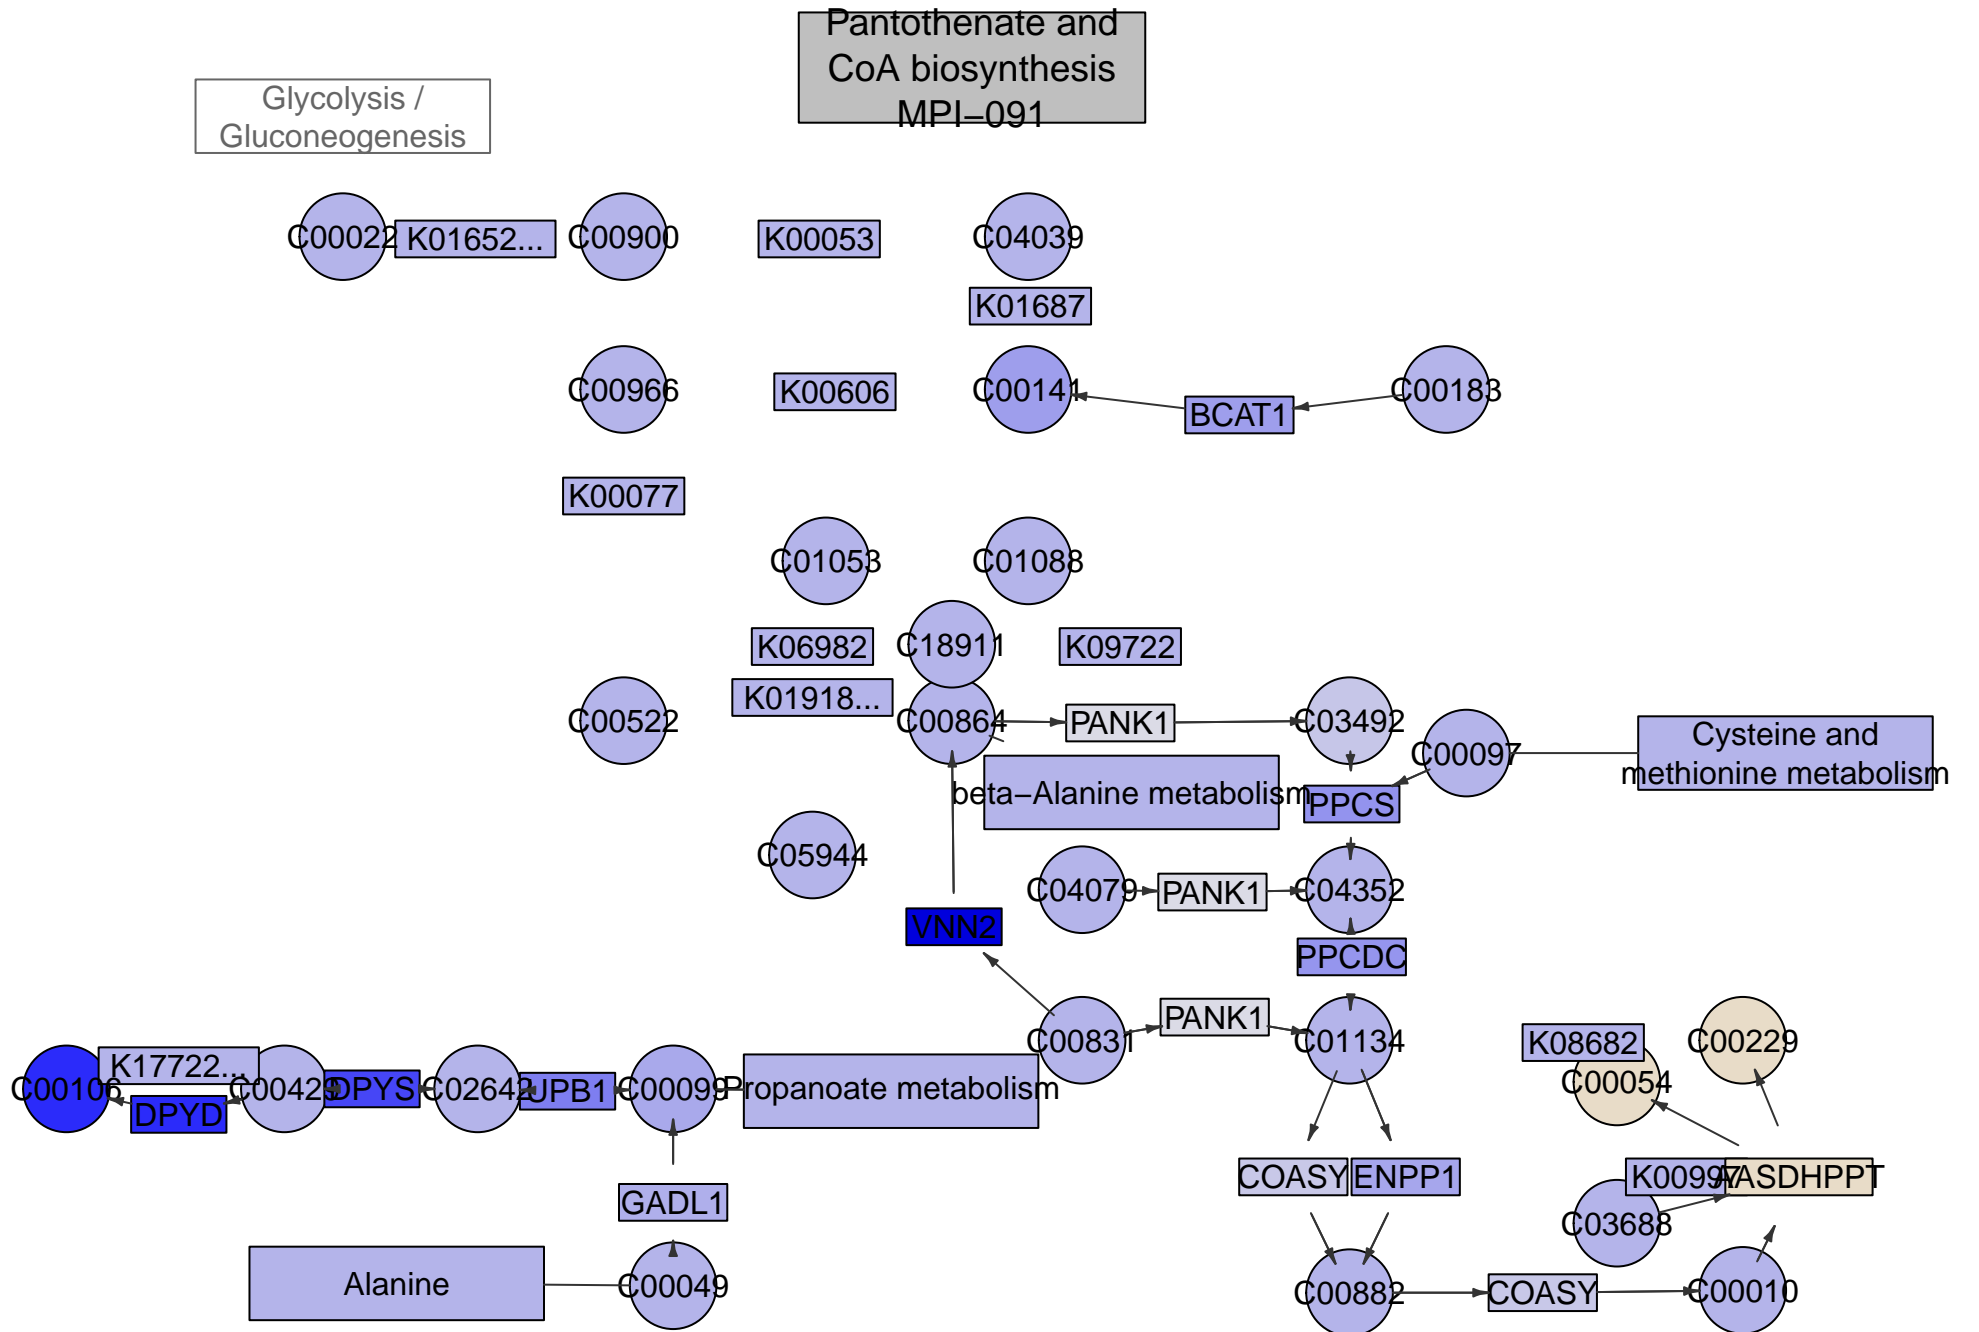 Pantothenate and
CoA biosynthesis
MPI−091
Glycolysis /
Gluconeogenesis
C00022
K01652...
C00900
K00053
C04039
K01687
C00966
K00606
C00141
BCAT1
C00183
K00077
C01053
C01088
K06982
C18911
K09722
K01918...
C00522
C00864
PANK1
C03492
C00097
Cysteine and
methionine metabolism
beta−Alanine metabolism
PPCS
C05944
C04079
PANK1
C04352
VNN2
PPCDC
C00831
PANK1
C01134
K08682
C00229
C00054
C00106
K17722...
DPYD
C00429
DPYS
C02642
UPB1
C00099
Propanoate metabolism
COASY
ENPP1
K00997
AASDHPPT
GADL1
C03688
Alanine
C00049
C00882
COASY
C00010